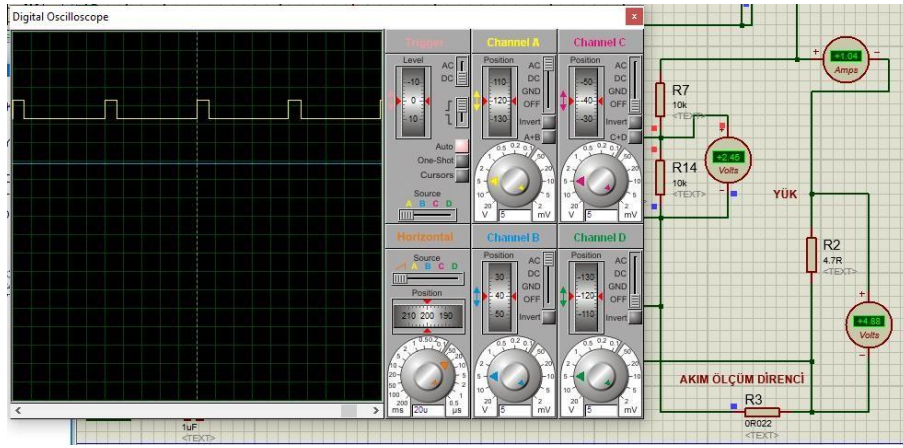 Digital Oscilloscope
Trigger
Level
-10
0
10
AC
DC
Auto
One-Shot
Cursors
Source
A B C D
Channel A
Position
110
120
130
AC
DC
GND
OFF
Invert
A+B
V 5 mV
Channel C
Position
-50
-40
-30
AC
DC
GND
OFF
Invert
C+D
V 5 mV
Horizontal
Source
A B C D
Position
210 200 190
ms 20u µs
Channel B
Position
30
40
50
AC
DC
GND
OFF
Invert
V 5 mV
Channel D
Position
-130
-120
-110
AC
DC
GND
OFF
Invert
V 5 mV
+1.04
Amps
R7
10k
<TEXT>
+2.46
Volts
R14
10k
<TEXT>
YÜK
R2
4.7R
<TEXT>
+4.88
Volts
AKIM ÖLÇÜM DİRENCİ
R3
0R022
<TEXT>
1uF
<TEXT>